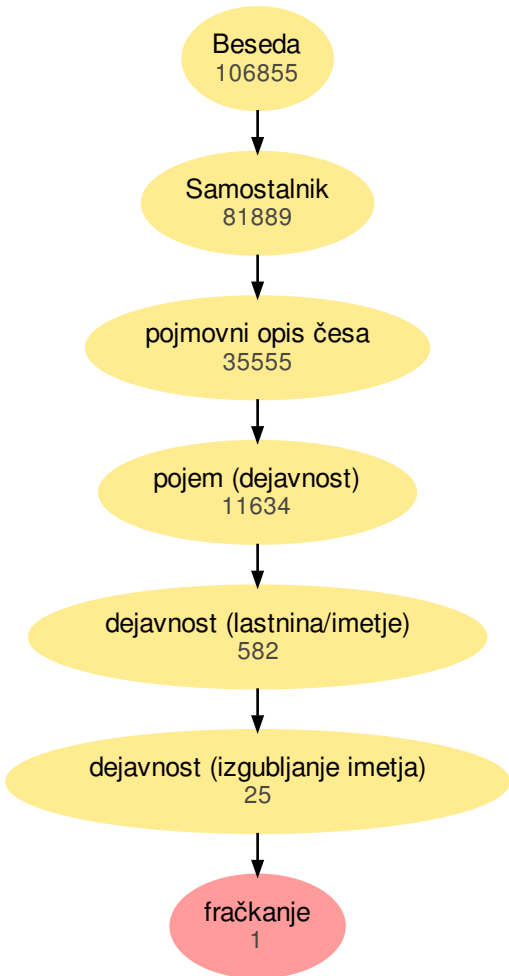 Beseda
106855
Samostalnik
81889
pojmovni opis česa
35555
pojem (dejavnost)
11634
dejavnost (lastnina/imetje)
582
dejavnost (izgubljanje imetja)
25
fračkanje
1